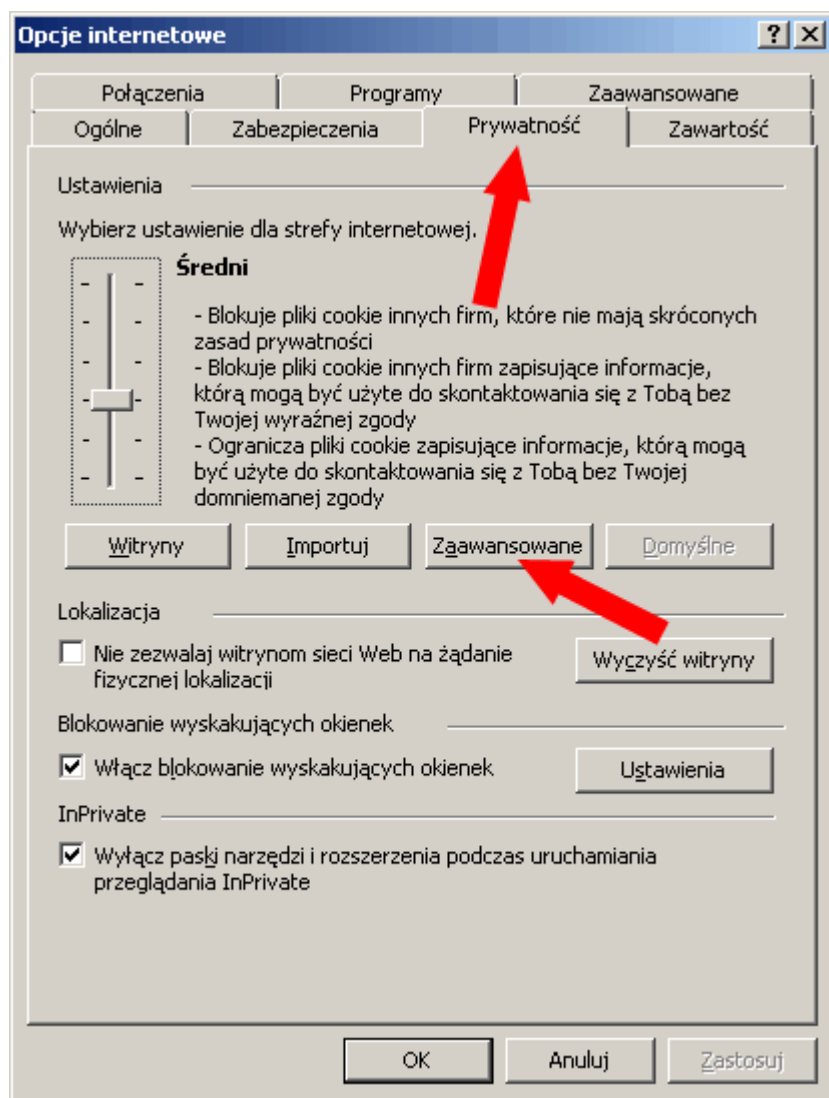 Opcje internetowe
Połączenia Programy Zaawansowane
Ogólne Zabezpieczenia Prywatność Zawartość
Ustawienia
Wybierz ustawienie dla strefy internetowej.
Średni
- Blokuje pliki cookie innych firm, które nie mają skróconych
zasad prywatności
- Blokuje pliki cookie innych firm zapisujące informacje,
którą mogą być użyte do skontaktowania się z Tobą bez
Twojej wyraźnej zgody
- Ogranicza pliki cookie zapisujące informacje, którą mogą
być użyte do skontaktowania się z Tobą bez Twojej
domniemanej zgody
Witryny Importuj Zaawansowane Domyślne
Lokalizacja
Nie zezwalaj witrynom sieci Web na żądanie
fizycznej lokalizacji
Wyczyść witryny
Blokowanie wyskakujących okienek
Włącz blokowanie wyskakujących okienek Ustawienia
InPrivate
Wyłącz paski narzędzi i rozszerzenia podczas uruchamiania
przeglądania InPrivate
OK Anuluj Zastosuj